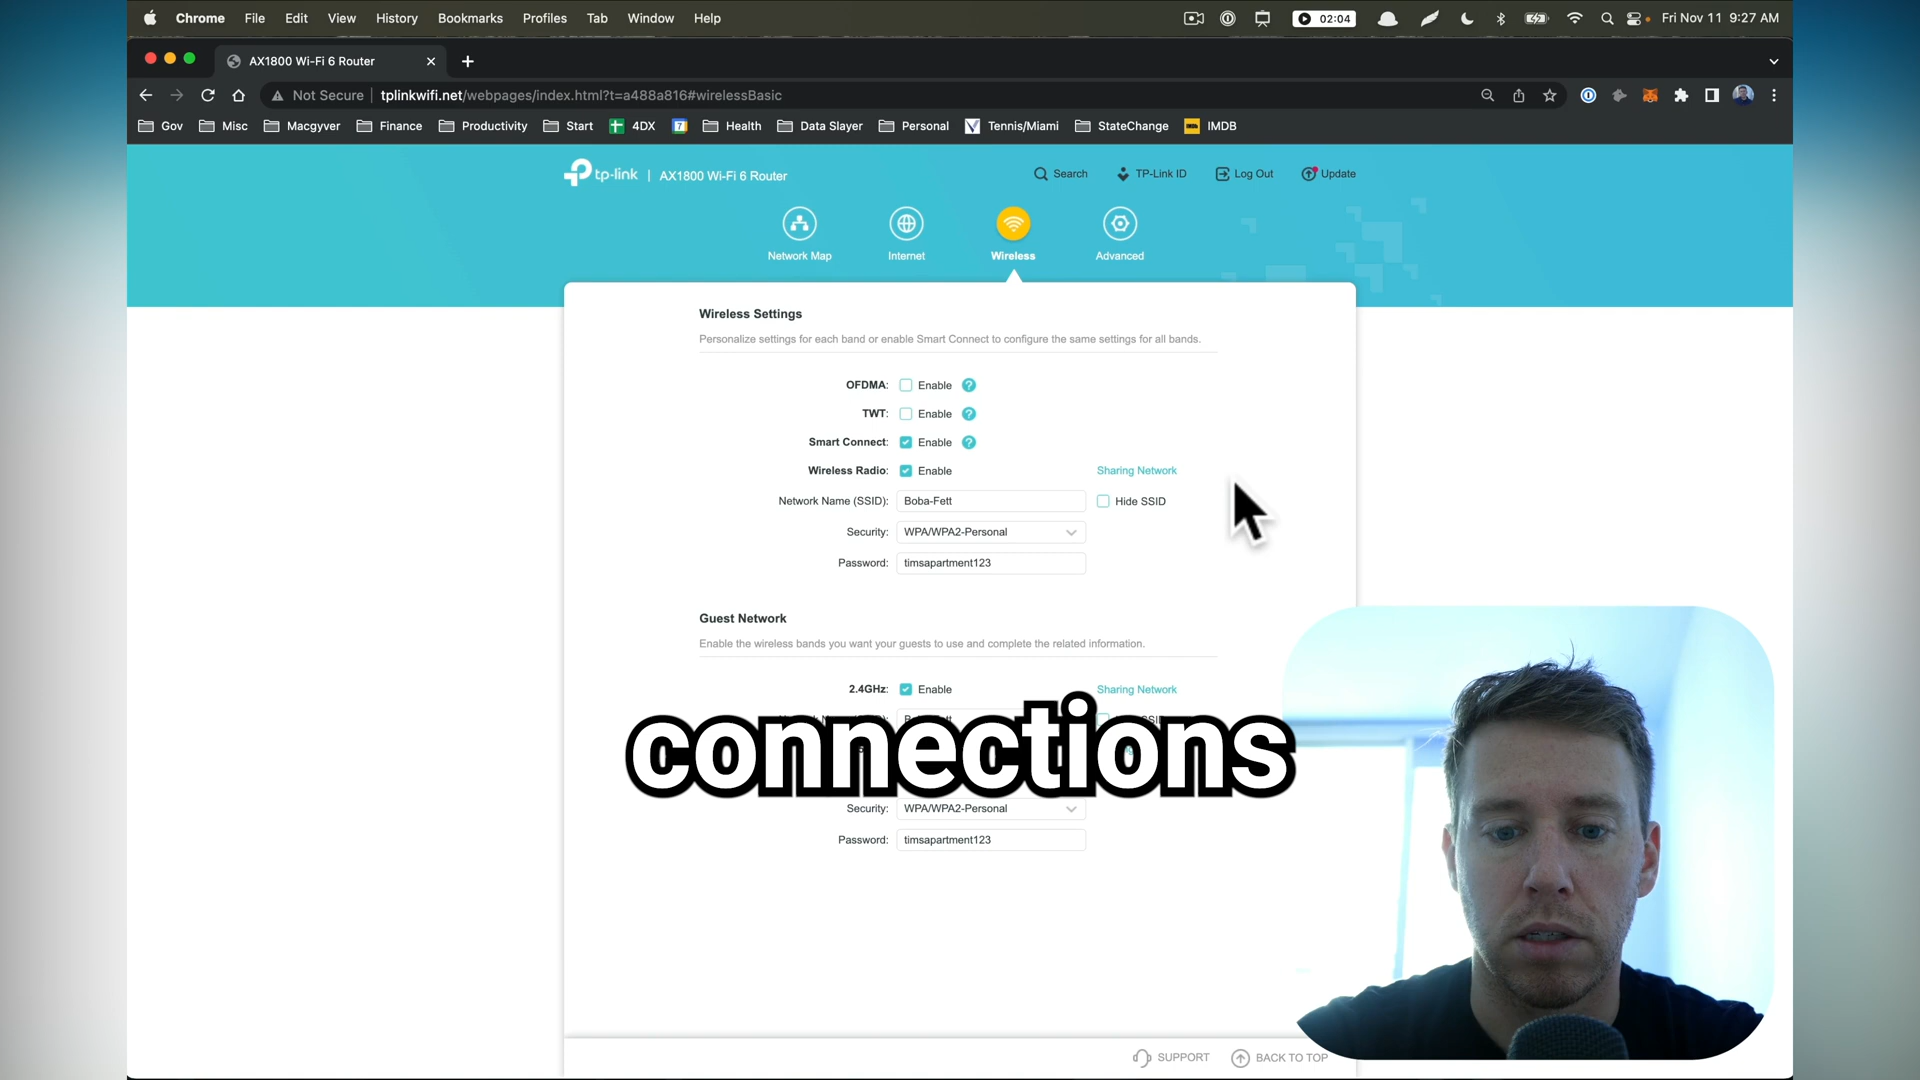 Chrome File Edit View History Bookmarks Profiles Tab Window Help 02:04 Fri Nov 11 9:27 AM
AX1800 Wi-Fi 6 Router
Not Secure | tplinkwifi.net/webpages/index.html?t=a488a816#wirelessBasic
Gov Misc Macgyver Finance Productivity Start 4DX 7 Health Data Slayer Personal Tennis/Miami StateChange IMDB
tp-link | AX1800 Wi-Fi 6 Router Search TP-Link ID Log Out Update
Network Map Internet Wireless Advanced
Wireless Settings
Personalize settings for each band or enable Smart Connect to configure the same settings for all bands.
OFDMA: Enable ?
TWT: Enable ?
Smart Connect: Enable ?
Wireless Radio: Enable Sharing Network
Network Name (SSID): Boba-Fett Hide SSID
Security: WPA/WPA2-Personal
Password: timsapartment123
Guest Network
Enable the wireless bands you want your guests to use and complete the related information.
2.4GHz: Enable Sharing Network
connections
Security: WPA/WPA2-Personal
Password: timsapartment123
SUPPORT BACK TO TOP